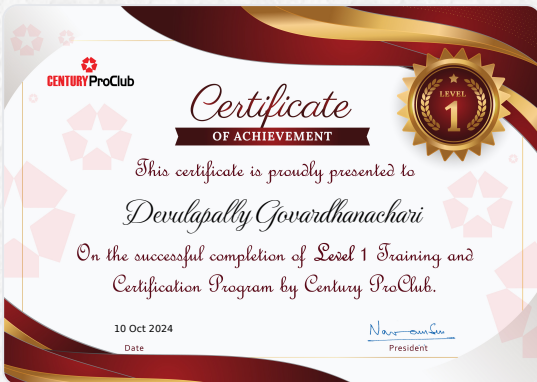 CENTURY ProClub
Certificate
OF ACHIEVEMENT
LEVEL
1
This certificate is proudly presented to
Devulapally Govardhanachari
On the successful completion of Level 1 Training and
Certification Program by Century ProClub.
10 Oct 2024
Date
President